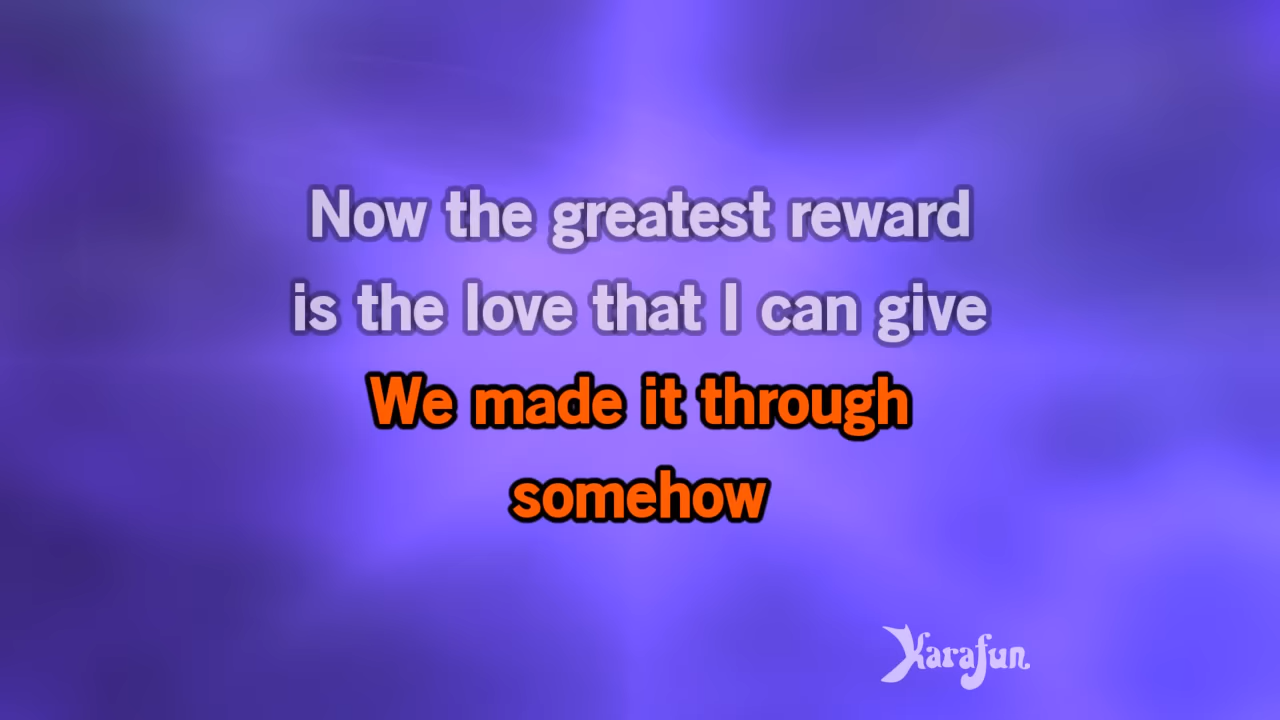 Now the greatest reward
is the love that I can give
We made it through
somehow
Karafun